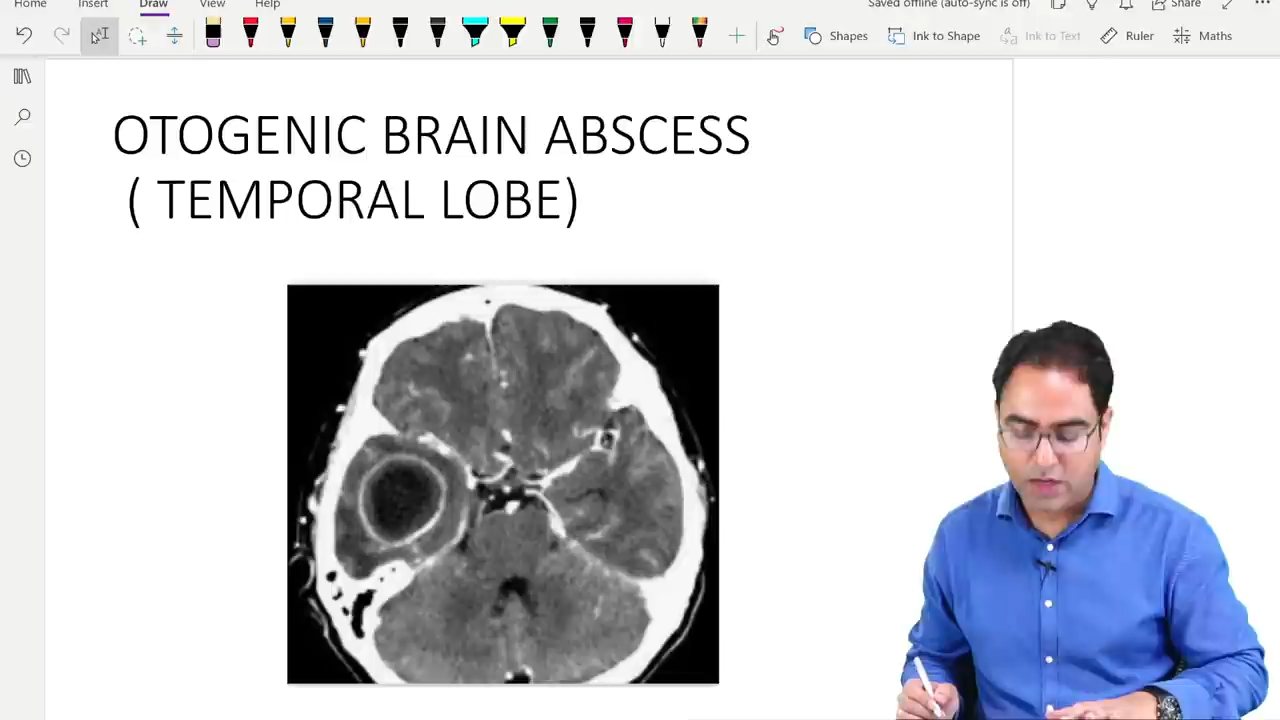 Home Insert Draw View Help Saved offline (auto-sync is off) Share
Shapes Ink to Shape Ink to Text Ruler Maths
OTOGENIC BRAIN ABSCESS
( TEMPORAL LOBE)